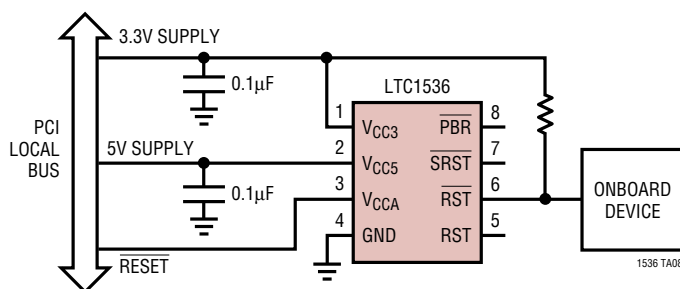 3.3V SUPPLY
0.1µF
LTC1536
PCI
LOCAL
BUS
5V SUPPLY
0.1µF
RESET
1
2
3
4
V_CC3
V_CC5
V_CCA
GND
PBR
SRST
RST
RST
8
7
6
5
ONBOARD
DEVICE
1536 TA08